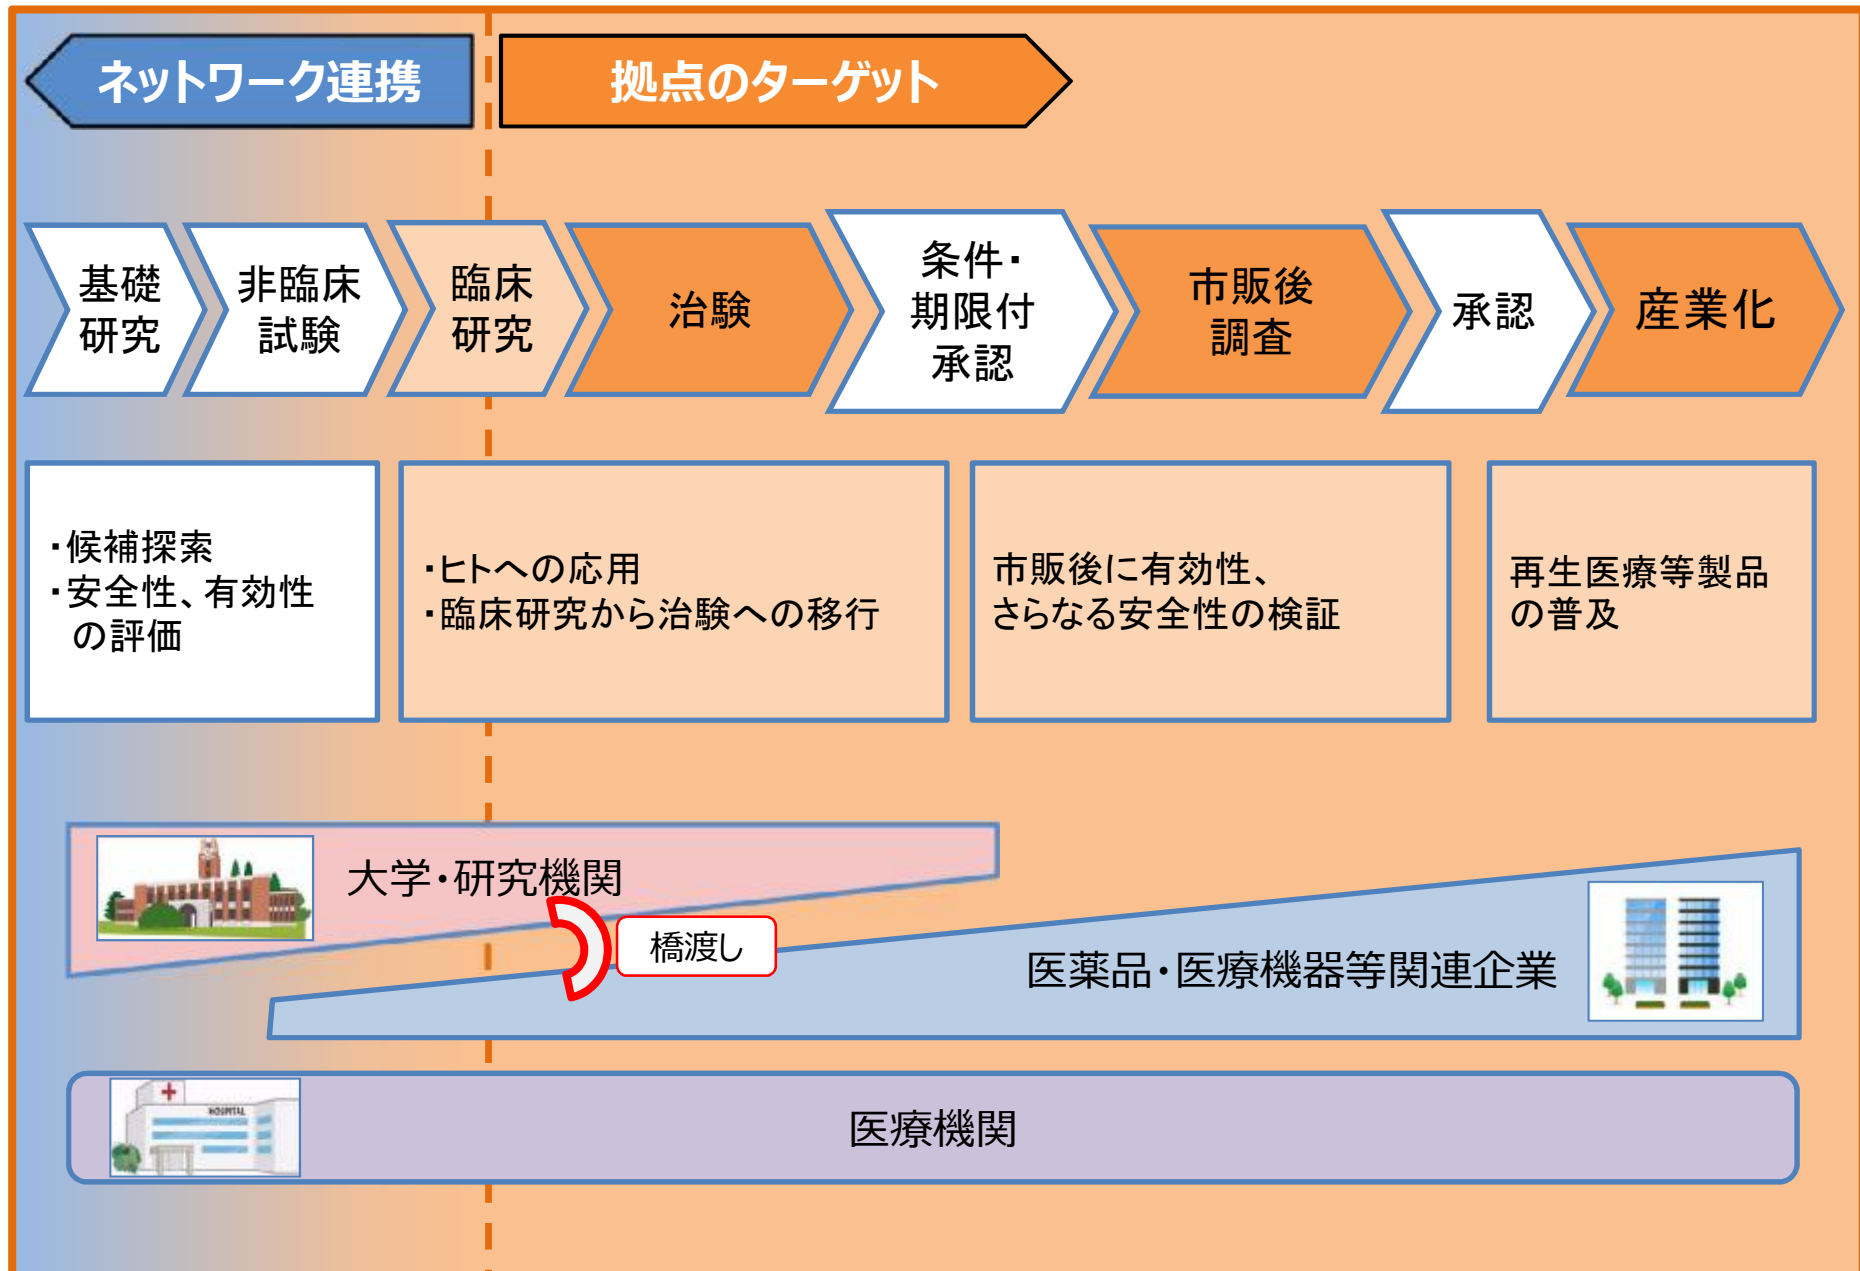 ネットワーク連携
拠点のターゲット
基礎
研究
非臨床
試験
臨床
研究
治験
条件・
期限付
承認
市販後
調査
承認
産業化
・候補探索
・安全性、有効性
の評価
・ヒトへの応用
・臨床研究から治験への移行
市販後に有効性、
さらなる安全性の検証
再生医療等製品
の普及
大学・研究機関
橋渡し
医薬品・医療機器等関連企業
HOSPITAL
医療機関